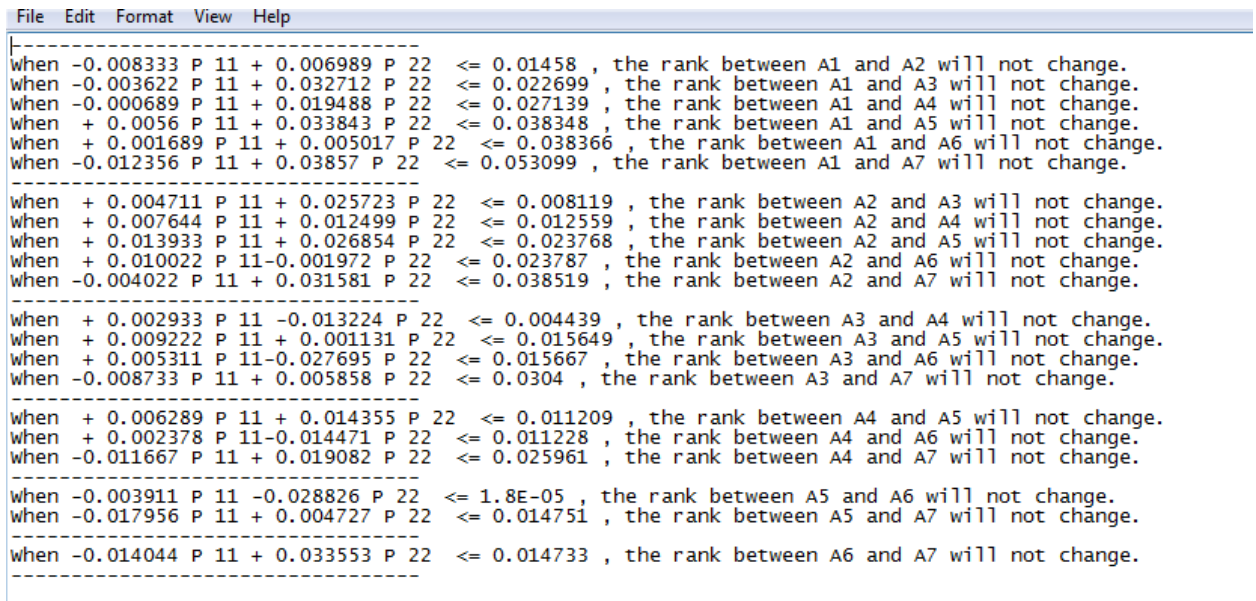 File Edit Format View Help
----------------------------------
When -0.008333 P 11 + 0.006989 P 22 <= 0.01458 , the rank between A1 and A2 will not change.
When -0.003622 P 11 + 0.032712 P 22 <= 0.022699 , the rank between A1 and A3 will not change.
When -0.000689 P 11 + 0.019488 P 22 <= 0.027139 , the rank between A1 and A4 will not change.
When + 0.0056 P 11 + 0.033843 P 22 <= 0.038348 , the rank between A1 and A5 will not change.
When + 0.001689 P 11 + 0.005017 P 22 <= 0.038366 , the rank between A1 and A6 will not change.
When -0.012356 P 11 + 0.03857 P 22 <= 0.053099 , the rank between A1 and A7 will not change.
----------------------------------
When + 0.004711 P 11 + 0.025723 P 22 <= 0.008119 , the rank between A2 and A3 will not change.
When + 0.007644 P 11 + 0.012499 P 22 <= 0.012559 , the rank between A2 and A4 will not change.
When + 0.013933 P 11 + 0.026854 P 22 <= 0.023768 , the rank between A2 and A5 will not change.
When + 0.010022 P 11-0.001972 P 22 <= 0.023787 , the rank between A2 and A6 will not change.
When -0.004022 P 11 + 0.031581 P 22 <= 0.038519 , the rank between A2 and A7 will not change.
----------------------------------
When + 0.002933 P 11 -0.013224 P 22 <= 0.004439 , the rank between A3 and A4 will not change.
When + 0.009222 P 11 + 0.001131 P 22 <= 0.015649 , the rank between A3 and A5 will not change.
When + 0.005311 P 11-0.027695 P 22 <= 0.015667 , the rank between A3 and A6 will not change.
When -0.008733 P 11 + 0.005858 P 22 <= 0.0304 , the rank between A3 and A7 will not change.
----------------------------------
When + 0.006289 P 11 + 0.014355 P 22 <= 0.011209 , the rank between A4 and A5 will not change.
When + 0.002378 P 11-0.014471 P 22 <= 0.011228 , the rank between A4 and A6 will not change.
When -0.011667 P 11 + 0.019082 P 22 <= 0.025961 , the rank between A4 and A7 will not change.
----------------------------------
When -0.003911 P 11 -0.028826 P 22 <= 1.8E-05 , the rank between A5 and A6 will not change.
When -0.017956 P 11 + 0.004727 P 22 <= 0.014751 , the rank between A5 and A7 will not change.
----------------------------------
When -0.014044 P 11 + 0.033553 P 22 <= 0.014733 , the rank between A6 and A7 will not change.
----------------------------------